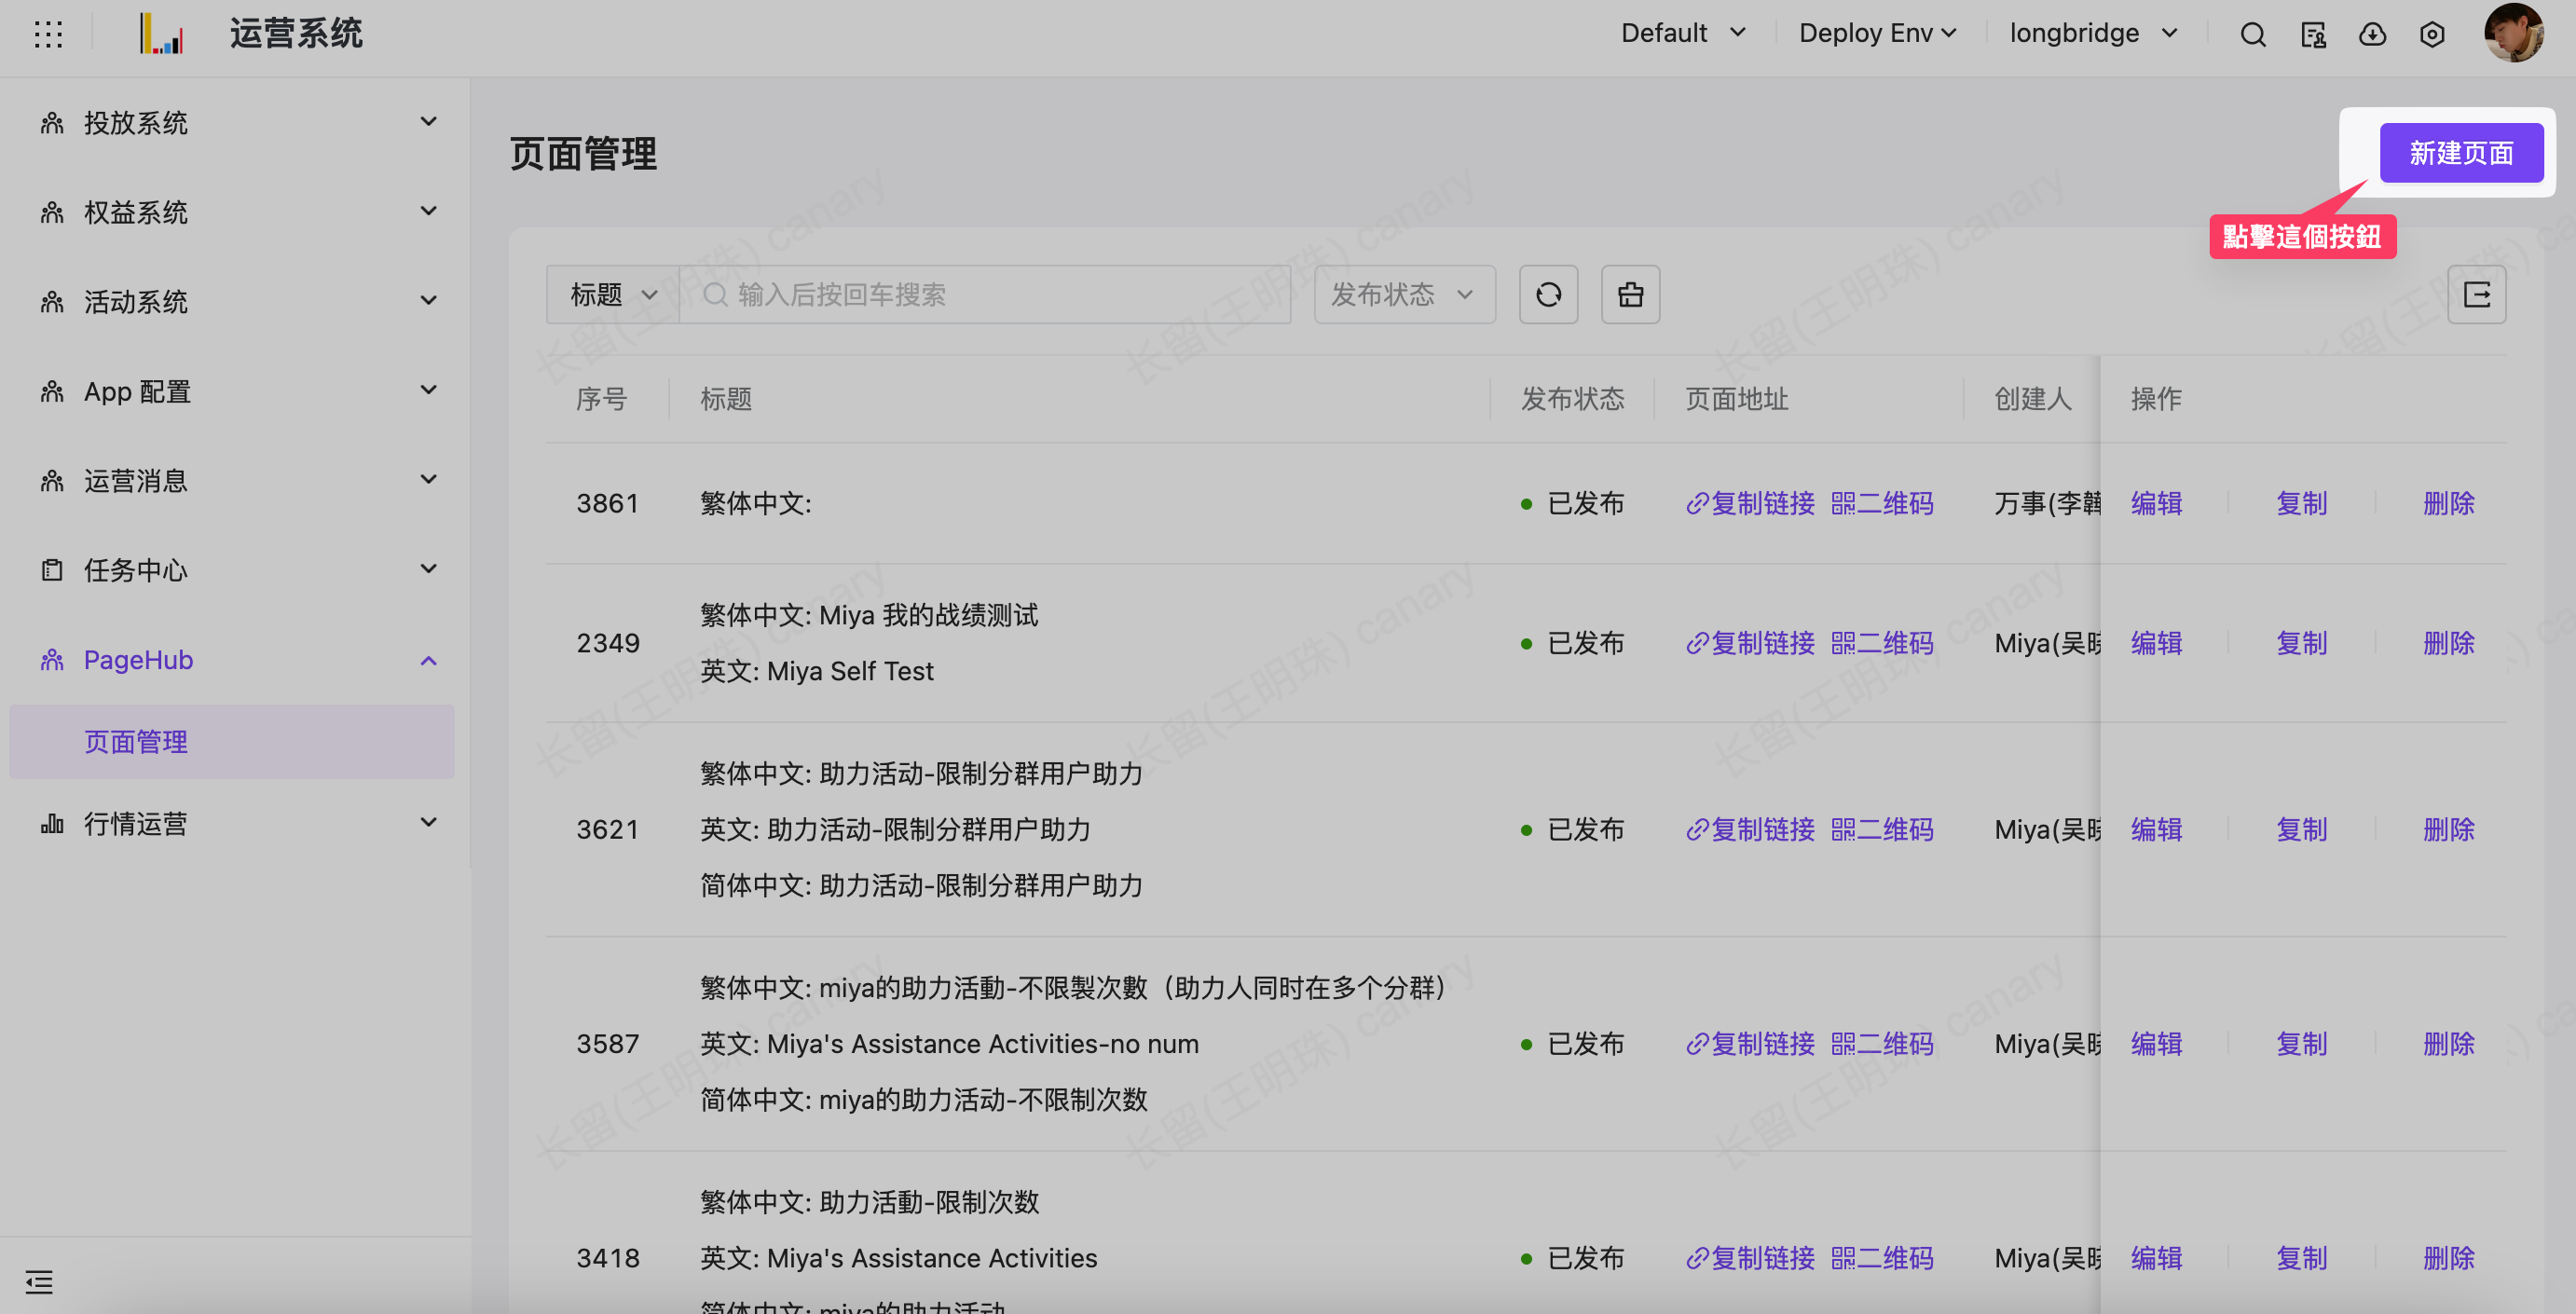 运营系统
Default
Deploy Env
longbridge
投放系统
权益系统
活动系统
App 配置
运营消息
任务中心
PageHub
页面管理
行情运营
页面管理
新建页面
點擊這個按鈕
标题
输入后按回车搜索
发布状态
序号 标题 发布状态 页面地址 创建人 操作
3861 繁体中文: 已发布 复制链接 二维码 万事(李 编辑 复制 删除
繁体中文: Miya 我的战绩测试
2349 已发布 复制链接 二维码 Miya(吴 编辑 复制 删除
英文: Miya Self Test
繁体中文: 助力活动-限制分群用户助力
3621 英文: 助力活动-限制分群用户助力 已发布 复制链接 二维码 Miya(吴 编辑 复制 删除
简体中文: 助力活动-限制分群用户助力
繁体中文: miya的助力活動-不限製次數（助力人同时在多个分群）
3587 英文: Miya's Assistance Activities-no num 已发布 复制链接 二维码 Miya(吴 编辑 复制 删除
简体中文: miya的助力活动-不限制次数
繁体中文: 助力活動-限制次数
3418 英文: Miya's Assistance Activities 已发布 复制链接 二维码 Miya(吴 编辑 复制 删除
简体中文: miya的助力活动
长留(王明珠) canary